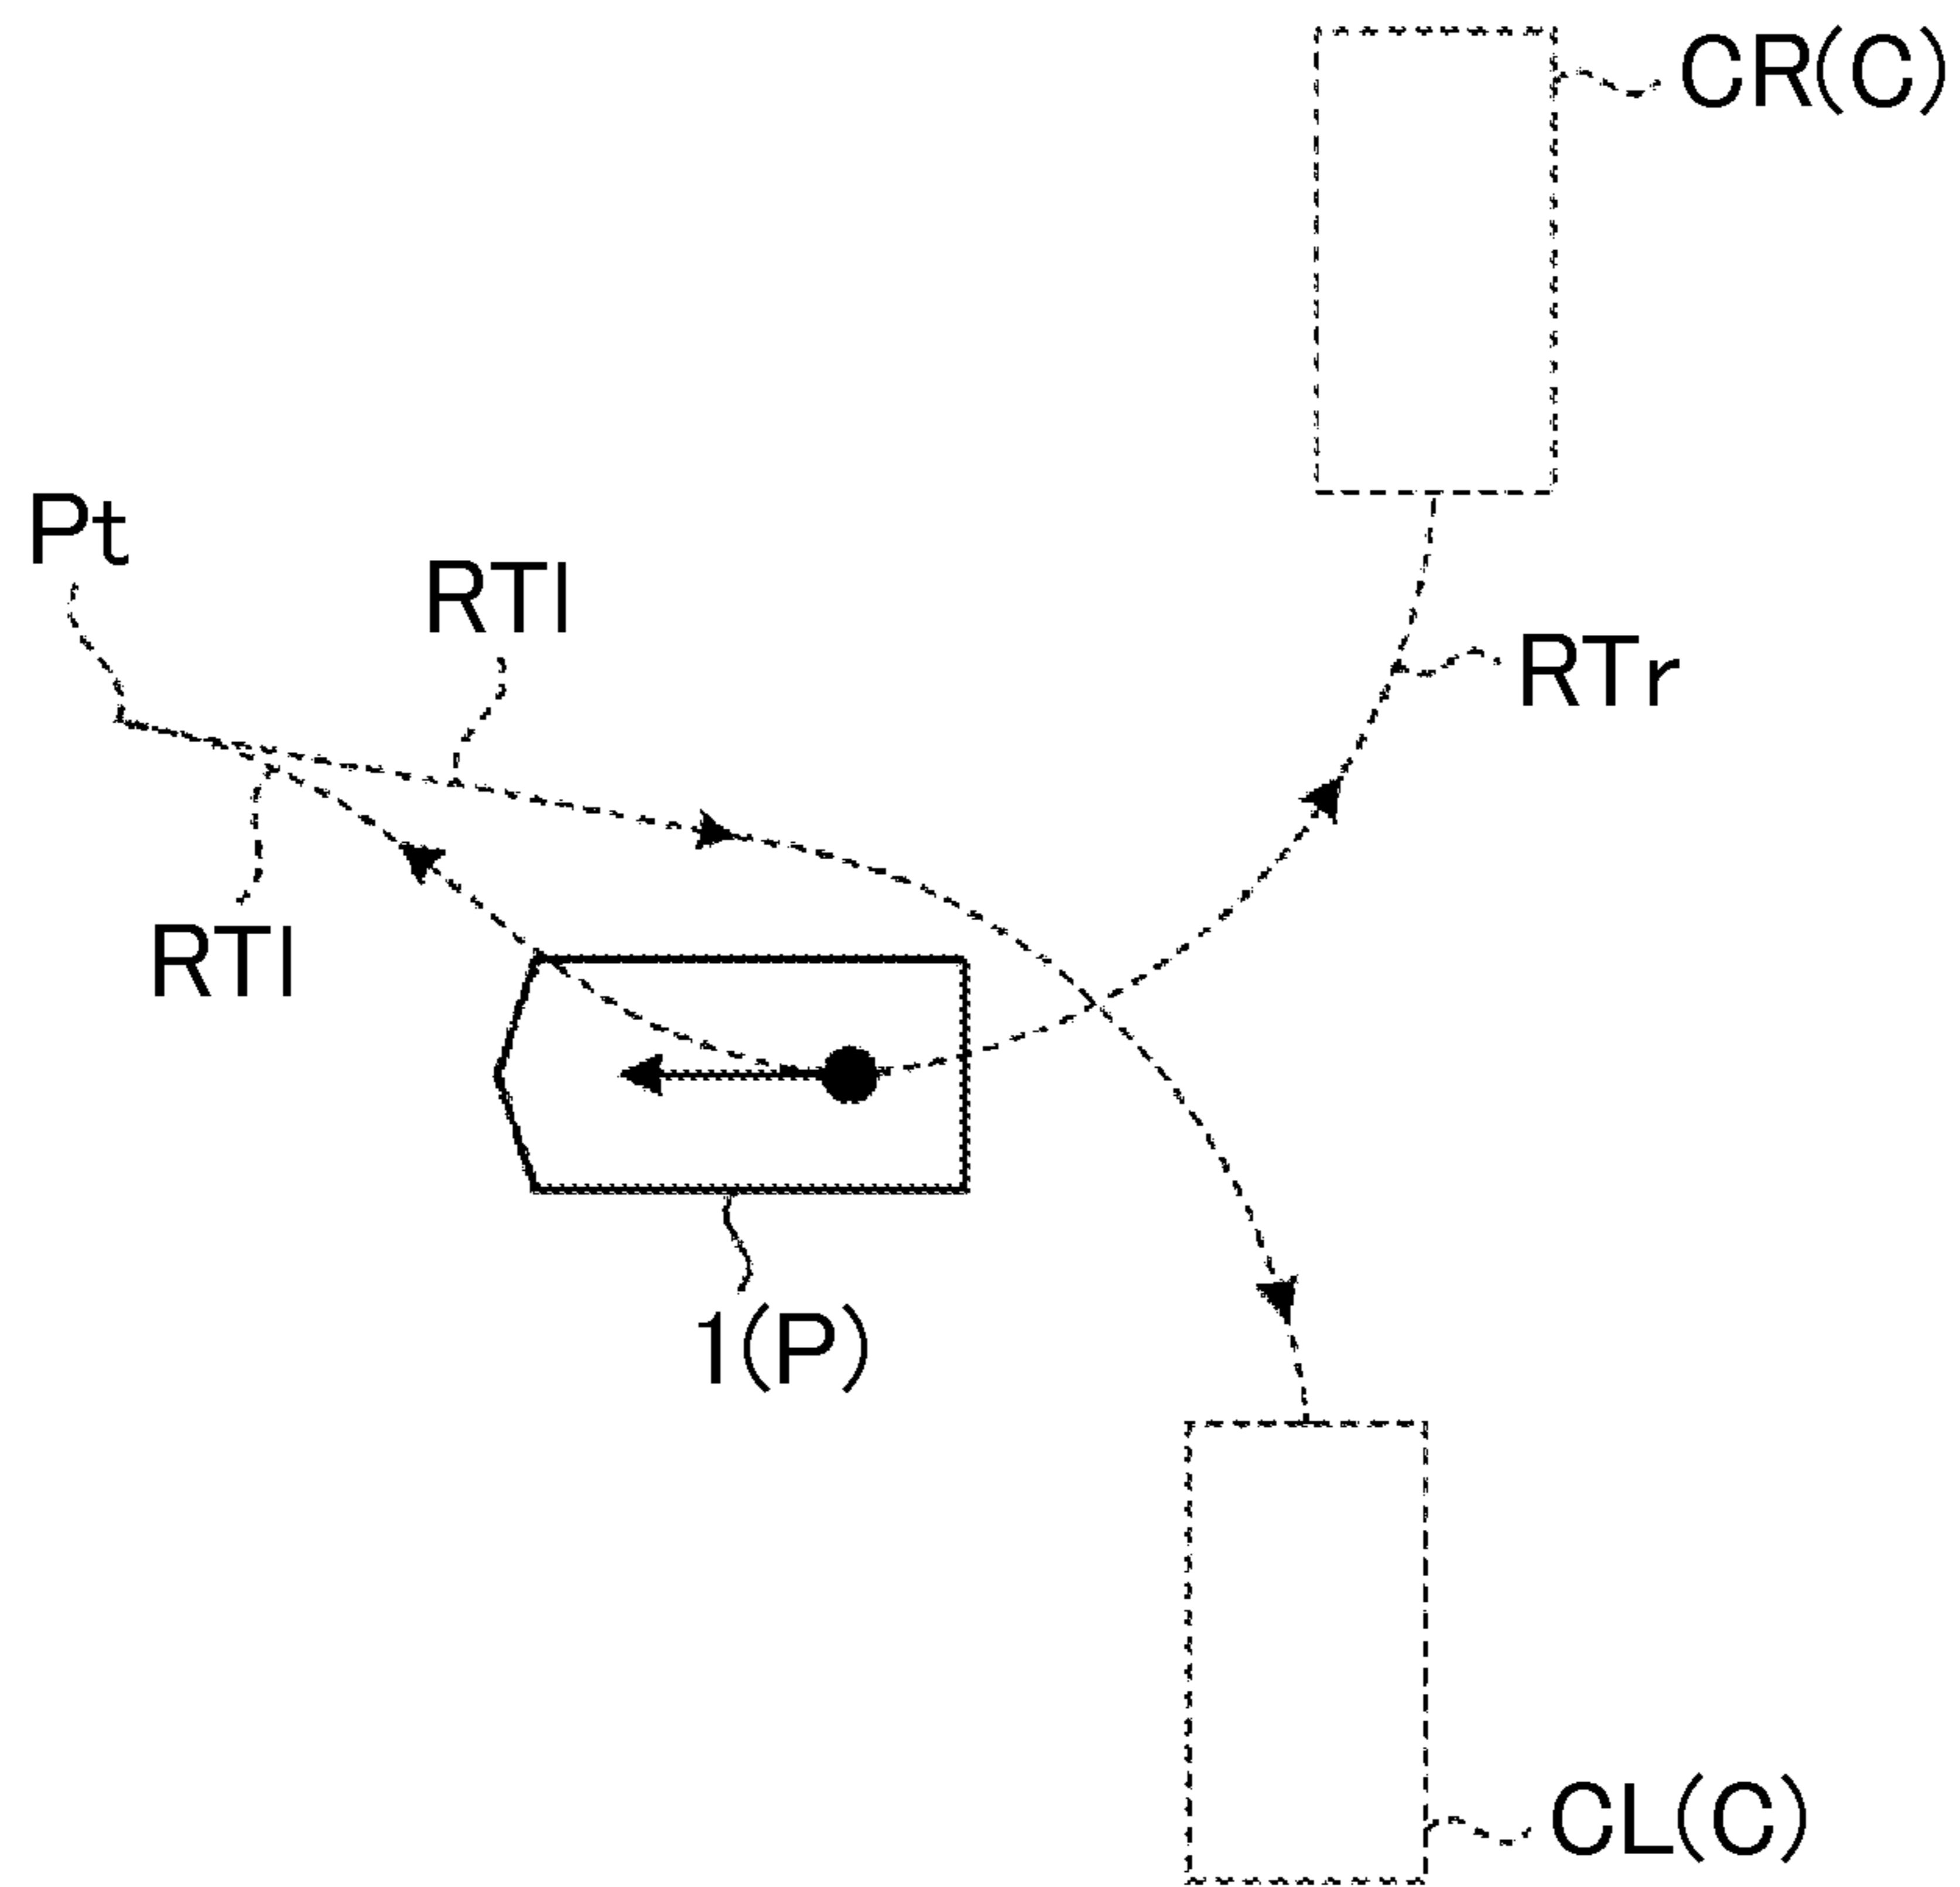 CR(C)
Pt
RTl
RTr
RTl
1(P)
CL(C)